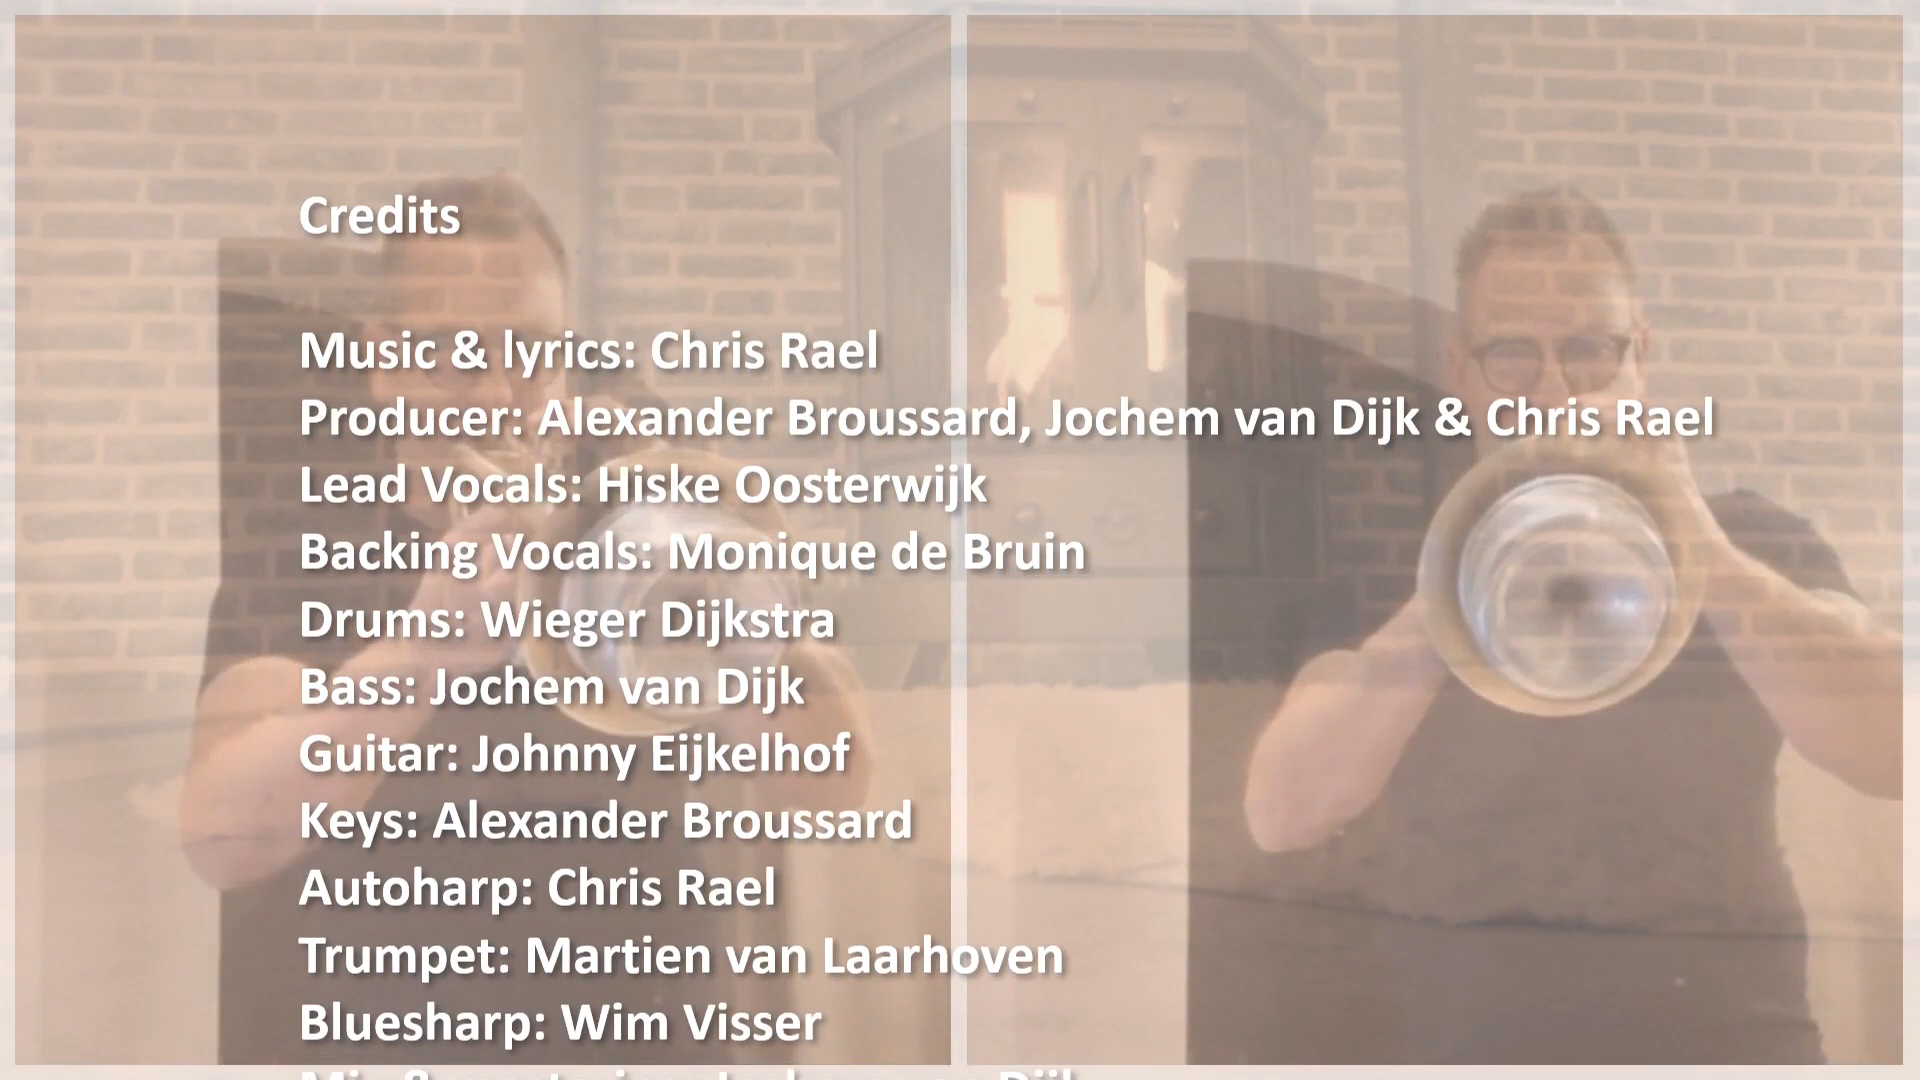 Credits
Music & lyrics: Chris Rael
Producer: Alexander Broussard, Jochem van Dijk & Chris Rael
Lead Vocals: Hiske Oosterwijk
Backing Vocals: Monique de Bruin
Drums: Wieger Dijkstra
Bass: Jochem van Dijk
Guitar: Johnny Eijkelhof
Keys: Alexander Broussard
Autoharp: Chris Rael
Trumpet: Martien van Laarhoven
Bluesharp: Wim Visser